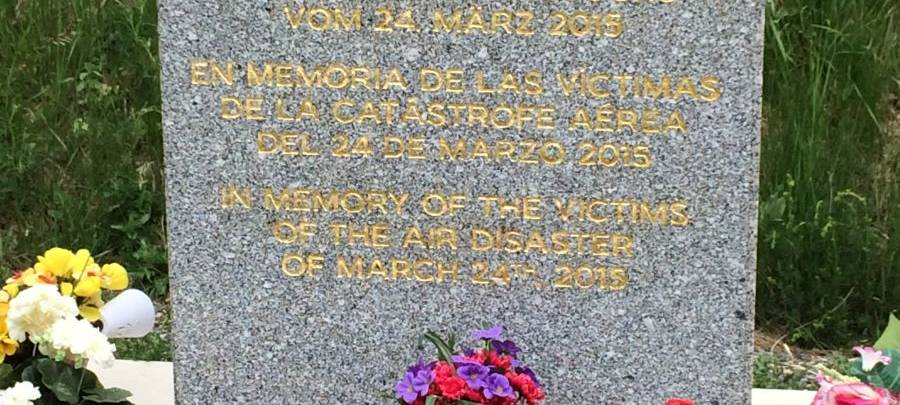 VOM 24. MÄRZ 2015
EN MEMORIA DE LAS VÍCTIMAS
DE LA CATÁSTROFE AÉREA
DEL 24 DE MARZO 2015
IN MEMORY OF THE VICTIMS
OF THE AIR DISASTER
OF MARCH 24TH, 2015